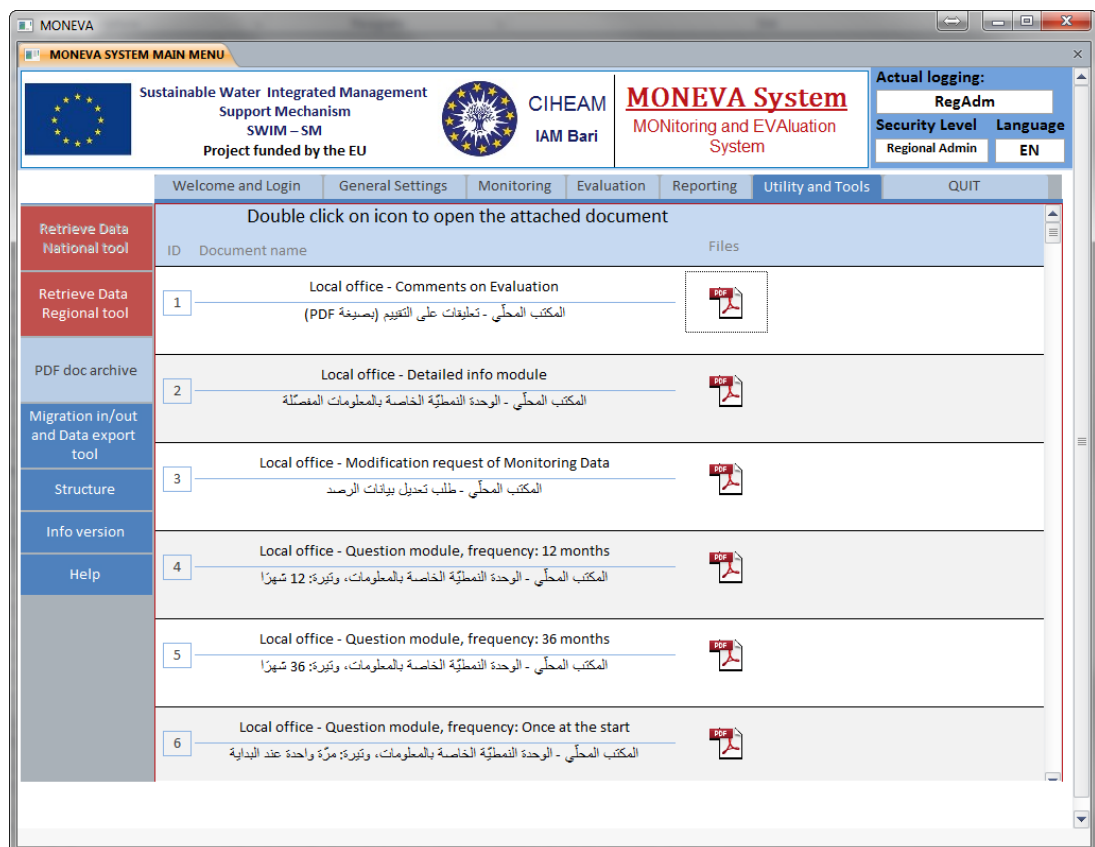 MONEVA
MONEVA SYSTEM MAIN MENU
Sustainable Water Integrated Management
Support Mechanism
SWIM – SM
Project funded by the EU
CIHEAM
IAM Bari
MONEVA System
MONitoring and EVAluation
System
Actual logging:
RegAdm
Security Level Language
Regional Admin EN
Welcome and Login General Settings Monitoring Evaluation Reporting Utility and Tools QUIT
Retrieve Data
National tool
Retrieve Data
Regional tool
PDF doc archive
Migration in/out
and Data export
tool
Structure
Info version
Help
Double click on icon to open the attached document
ID Document name Files
1
Local office - Comments on Evaluation
المكتب المحلّي - تعليقات على التقييم (بصيغة PDF)
PDF
2
Local office - Detailed info module
المكتب المحلّي - الوحدة النمطيّة الخاصة بالمعلومات المفصّلة
PDF
3
Local office - Modification request of Monitoring Data
المكتب المحلّي - طلب تعديل بيانات الرصد
PDF
4
Local office - Question module, frequency: 12 months
المكتب المحلّي - الوحدة النمطيّة الخاصة بالمعلومات، وتيرة: 12 شهرًا
PDF
5
Local office - Question module, frequency: 36 months
المكتب المحلّي - الوحدة النمطيّة الخاصة بالمعلومات، وتيرة: 36 شهرًا
PDF
6
Local office - Question module, frequency: Once at the start
المكتب المحلّي - الوحدة النمطيّة الخاصة بالمعلومات، وتيرة: مرّة واحدة عند البداية
PDF